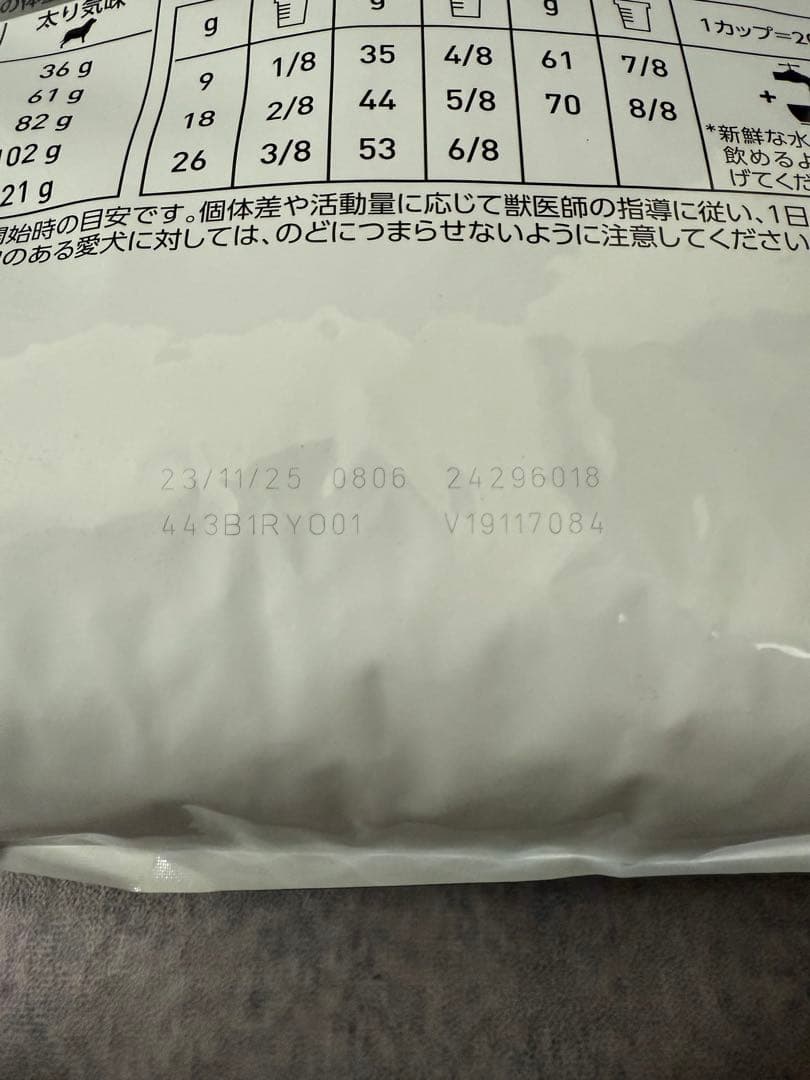 太り気味
36 g
61 g
82 g
02 g
21 g
g g g
9 1/8 35 4/8 61 7/8
18 2/8 44 5/8 70 8/8
26 3/8 53 6/8
1カップ=2
+
*新鮮な水
飲めるよ
げてくだ
開始時の目安です。個体差や活動量に応じて獣医師の指導に従い、1日
のある愛犬に対しては、のどにつまらせないように注意してください
23/11/25 0806 24296018
443B1RY001 V19117084